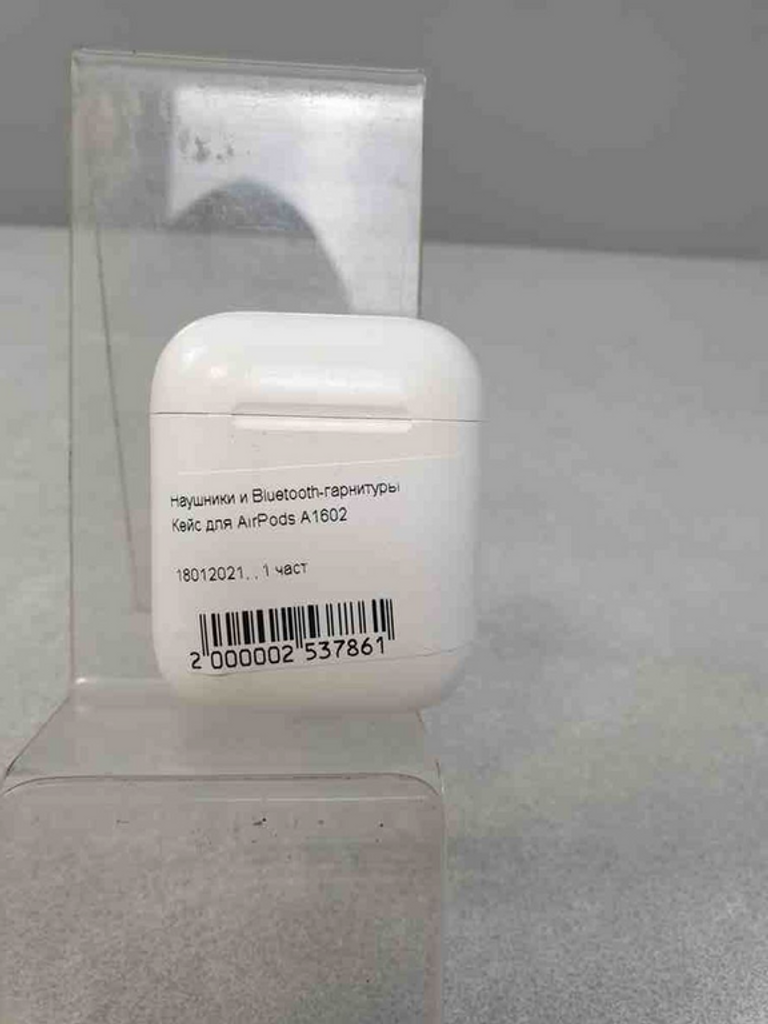 Наушники и Bluetooth-гарнитуры
Кейс для AirPods A1602
18012021, , 1 част
2 000002 537861